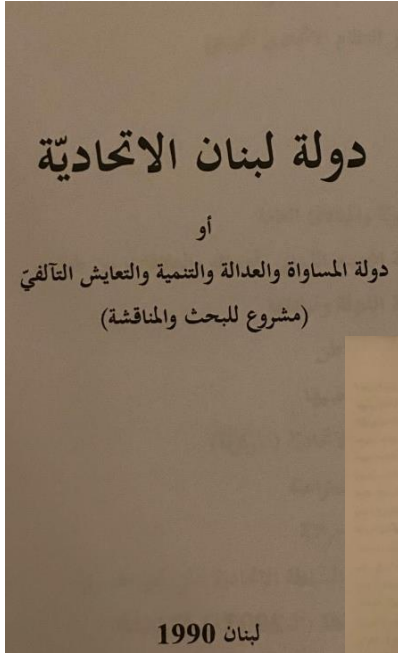 دولة لبنان الاتحاديّة
أو
دولة المساواة والعدالة والتنمية والتعايش التآلفيّ
(مشروع للبحث والمناقشة)
لبنان 1990